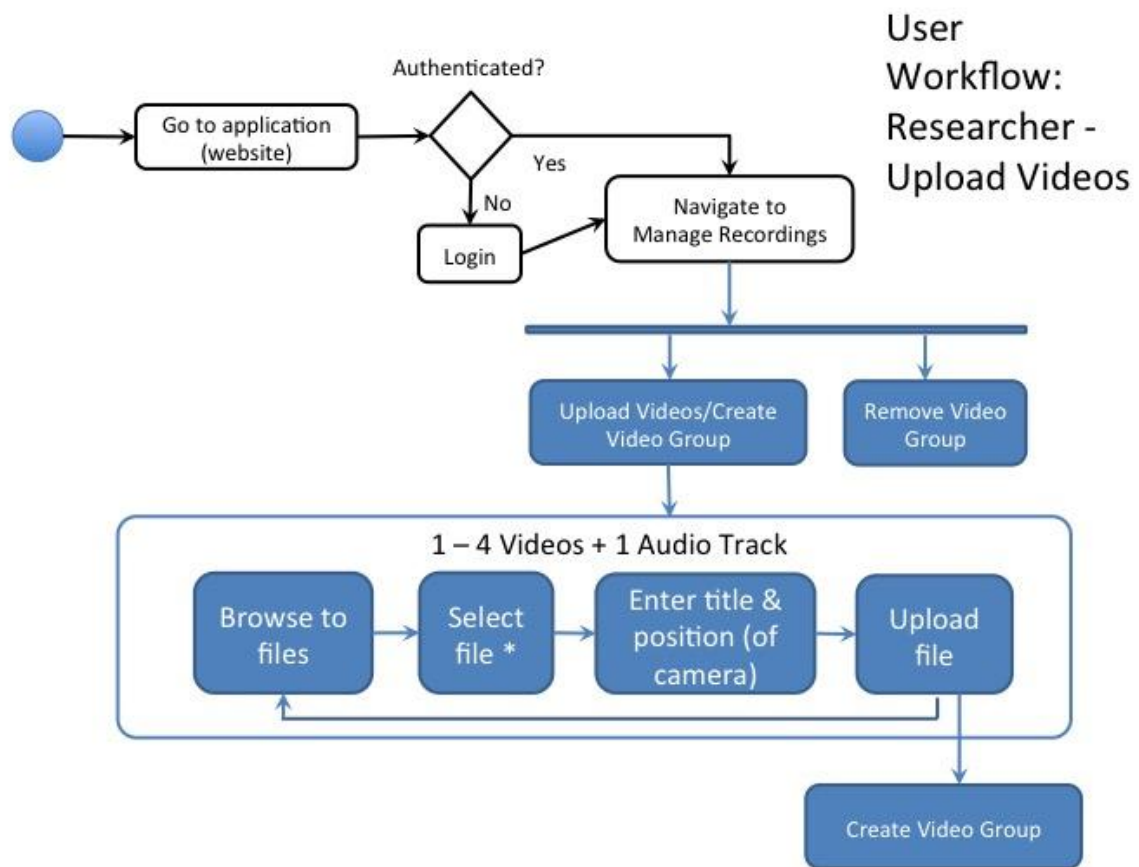 User
Workflow:
Researcher -
Upload Videos
Authenticated?
Go to application
(website)
Yes
No
Login
Navigate to
Manage Recordings
Upload Videos/Create
Video Group
Remove Video
Group
1 – 4 Videos + 1 Audio Track
Browse to
files
Select
file *
Enter title &
position (of
camera)
Upload
file
Create Video Group